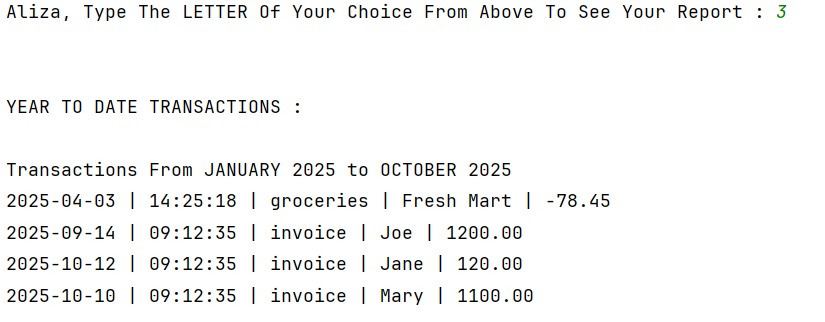 Aliza, Type The LETTER Of Your Choice From Above To See Your Report : 3
YEAR TO DATE TRANSACTIONS :
Transactions From JANUARY 2025 to OCTOBER 2025
2025-04-03 | 14:25:18 | groceries | Fresh Mart | -78.45
2025-09-14 | 09:12:35 | invoice | Joe | 1200.00
2025-10-12 | 09:12:35 | invoice | Jane | 120.00
2025-10-10 | 09:12:35 | invoice | Mary | 1100.00